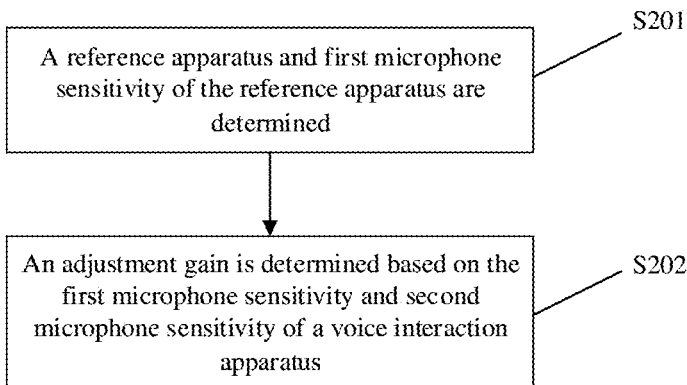 S201
A reference apparatus and first microphone
sensitivity of the reference apparatus are
determined
An adjustment gain is determined based on the
first microphone sensitivity and second
microphone sensitivity of a voice interaction
apparatus
S202